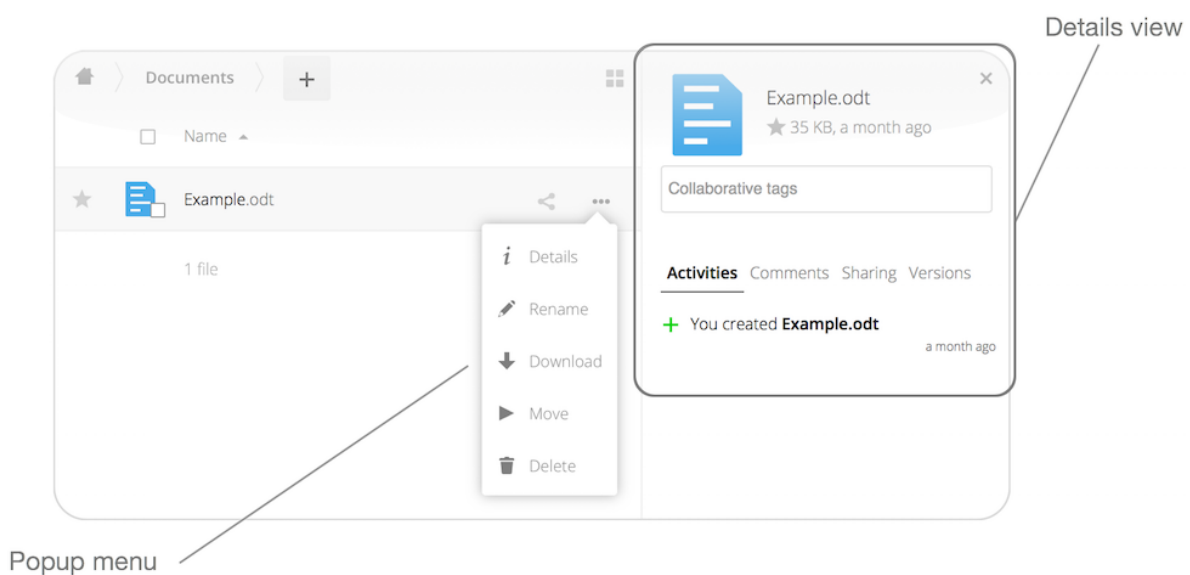 Details view
Documents +
Example.odt
35 KB, a month ago
Name
Collaborative tags
Example.odt
1 file
Details
Rename
Download
Move
Delete
Activities Comments Sharing Versions
+ You created Example.odt
a month ago
Popup menu